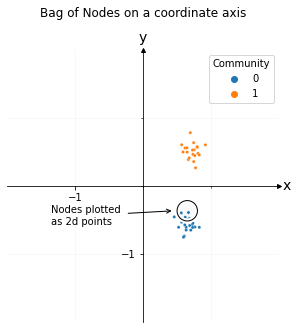 Bag of Nodes on a coordinate axis
y
Community
0
1
x
-1
Nodes plotted
as 2d points
-1